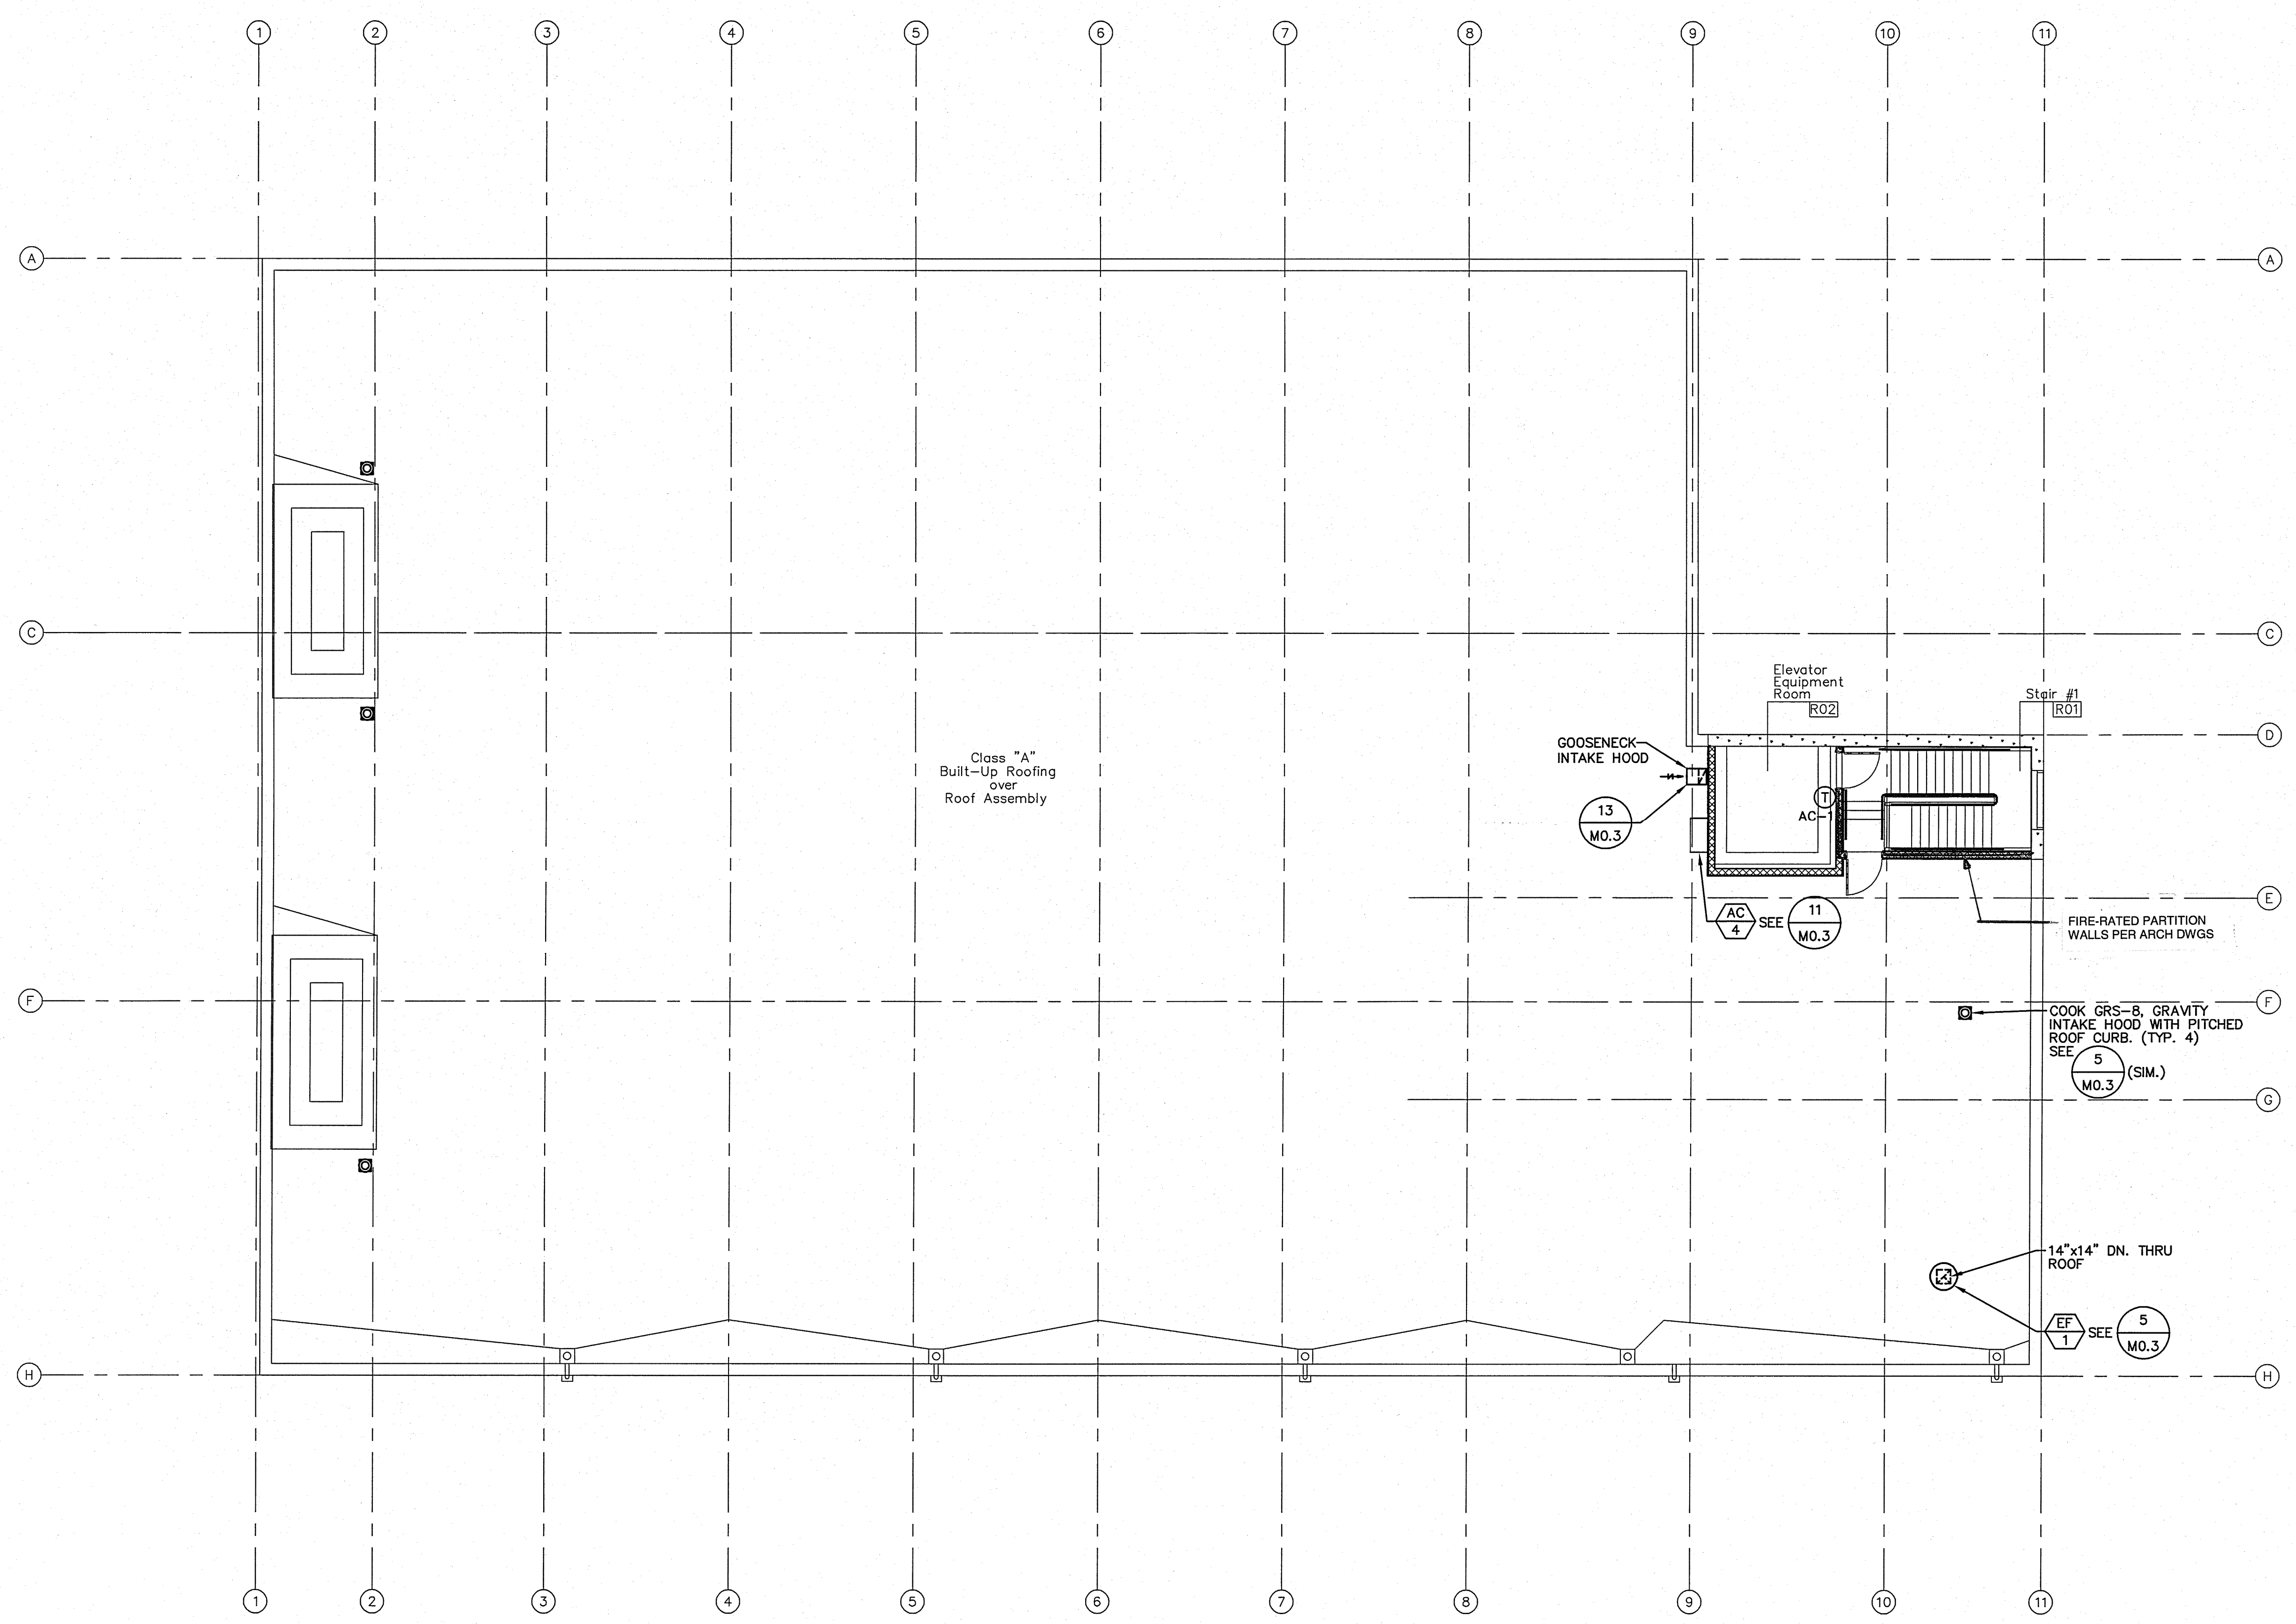 1 2 3 4 5 6 7 8 9 10 11
A A
C C
Elevator
Equipment
Room
R02
Stair #1
R01
D
GOOSENECK
INTAKE HOOD
13
M0.3
Class "A"
Built-Up Roofing
over
Roof Assembly
T
AC-1
E
AC
4
SEE
11
M0.3
FIRE-RATED PARTITION
WALLS PER ARCH DWGS
F F
COOK GRS-8, GRAVITY
INTAKE HOOD WITH PITCHED
ROOF CURB. (TYP. 4)
SEE
5
M0.3
(SIM.)
G
14"x14" DN. THRU
ROOF
EF
1
SEE
5
M0.3
H H
1 2 3 4 5 6 7 8 9 10 11